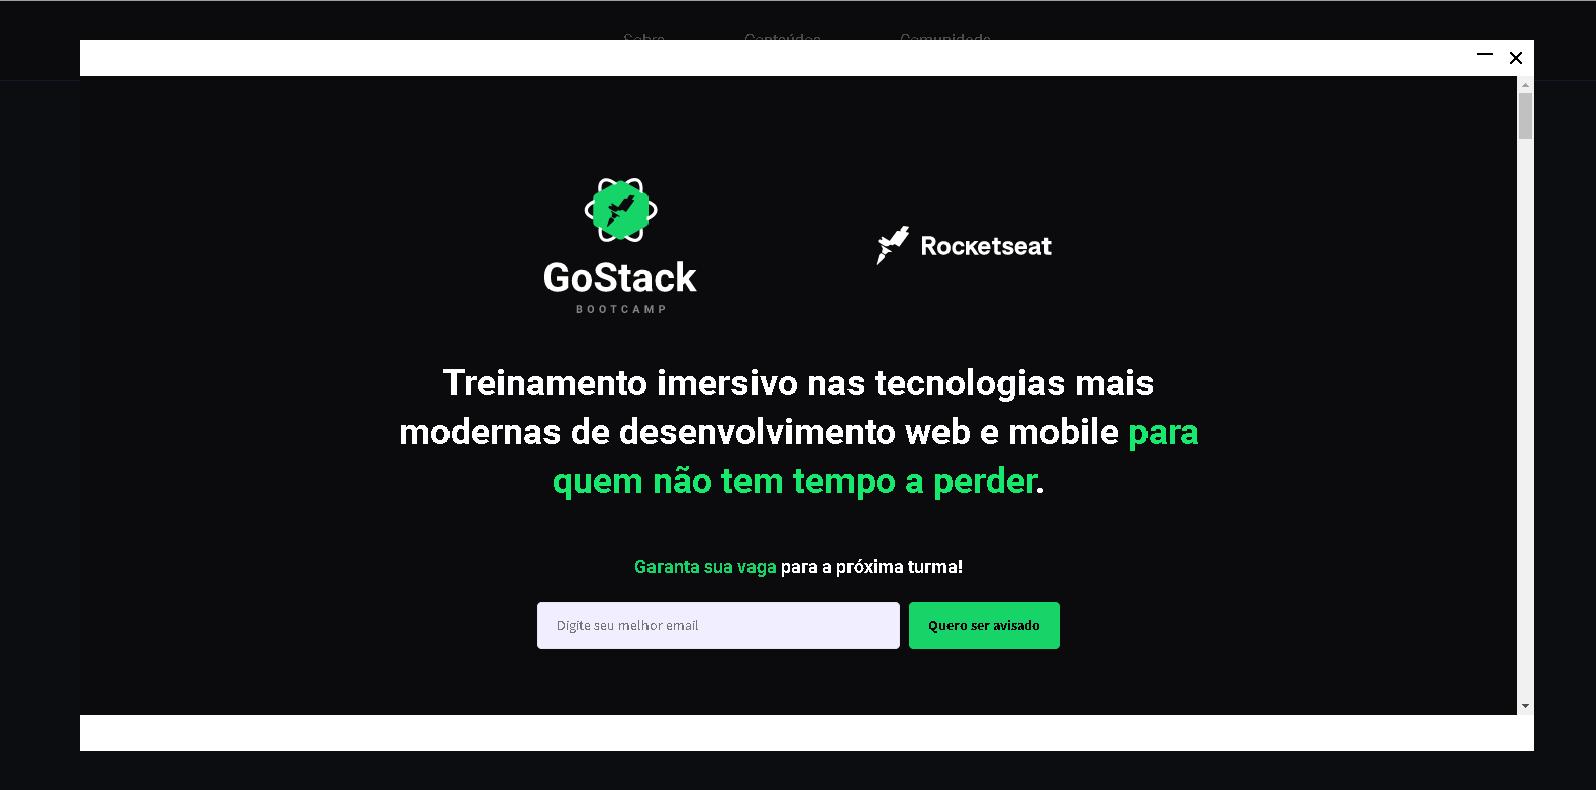 Sobre Conteúdos Comunidade
GoStack
BOOTCAMP
Rocketseat
Treinamento imersivo nas tecnologias mais
modernas de desenvolvimento web e mobile para
quem não tem tempo a perder.
Garanta sua vaga para a próxima turma!
Digite seu melhor email
Quero ser avisado